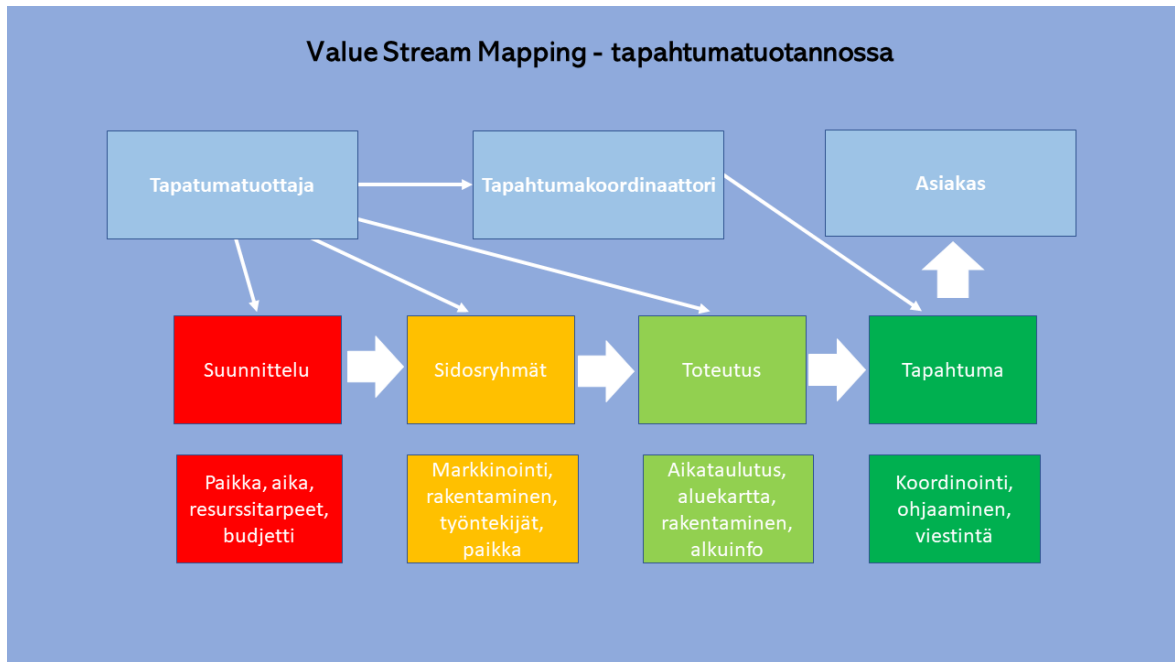 Value Stream Mapping - tapahtumatuotannossa
Tapatumatuottaja
Tapahtumakoordinaattori
Asiakas
Suunnittelu
Sidosryhmät
Toteutus
Tapahtuma
Paikka, aika,
resurssitarpeet,
budjetti
Markkinointi,
rakentaminen,
työntekijät,
paikka
Aikataulutus,
aluekartta,
rakentaminen,
alkuinfo
Koordinointi,
ohjaaminen,
viestintä